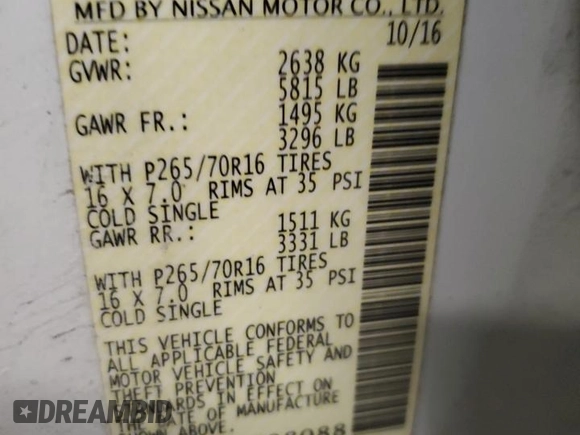 MFD BY NISSAN MOTOR CO., LTD.
DATE: 10/16
GVWR: 2638 KG
5815 LB
GAWR FR.: 1495 KG
3296 LB
WITH P265/70R16 TIRES
16 X 7.0 RIMS AT 35 PSI
COLD SINGLE
GAWR RR.: 1511 KG
3331 LB
WITH P265/70R16 TIRES
16 X 7.0 RIMS AT 35 PSI
COLD SINGLE
THIS VEHICLE CONFORMS TO
ALL APPLICABLE FEDERAL
MOTOR VEHICLE SAFETY AND
THEFT PREVENTION
STANDARDS IN EFFECT ON
THE DATE OF MANUFACTURE
SHOWN ABOVE.
DREAMBID